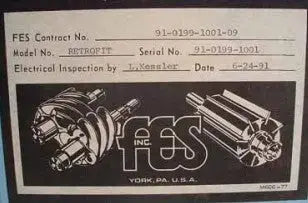 FES Contract No. 91-0199-1001-09
Model No. RETROFIT Serial No. 91-0199-1001
Electrical Inspection by L.Kessler Date 6-24-91
FES
INC.
YORK, PA. U.S.A.